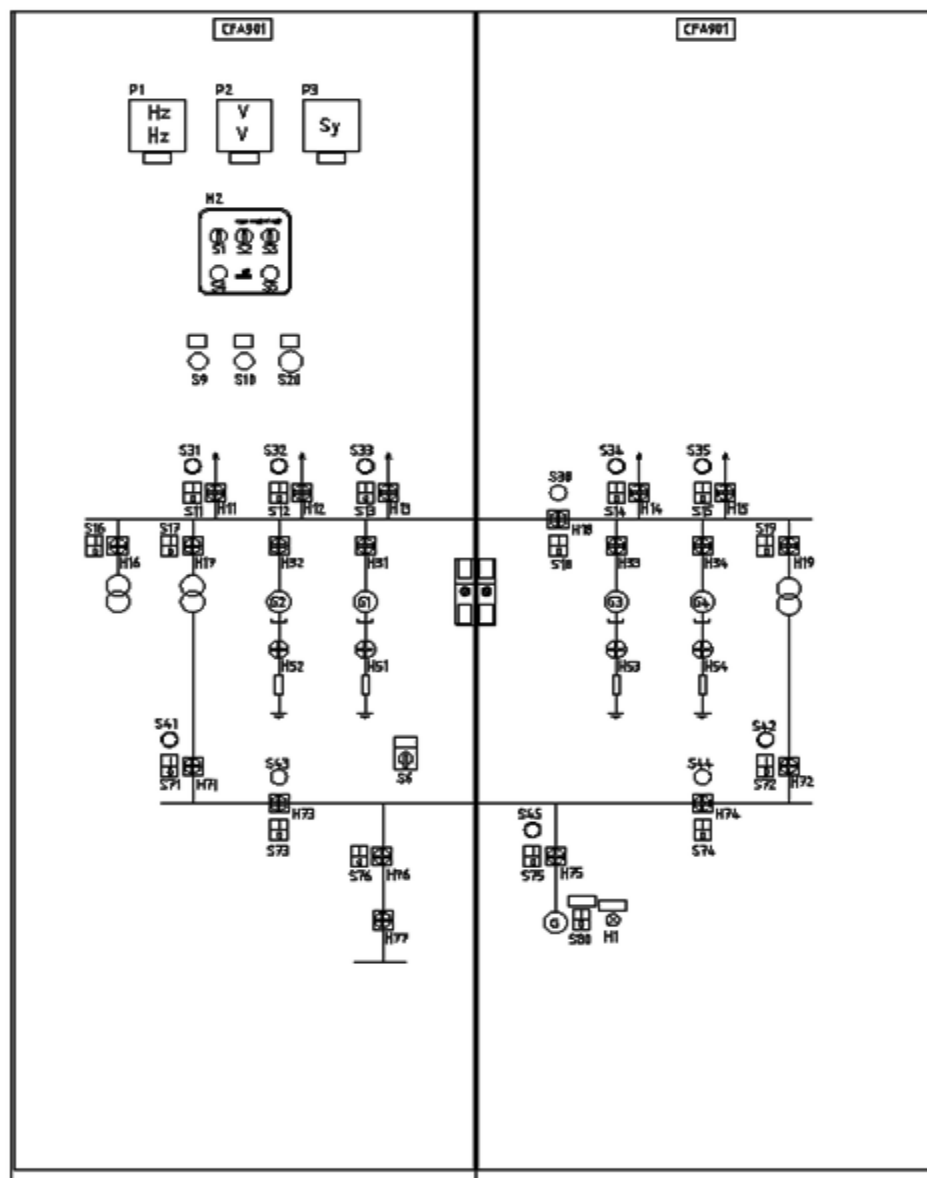 CFA901 CFA901
P1 P2 P3
Hz V Sy
Hz V
H2
S1 S2 S3
S9 S10 S20
S31 S32 S33 S34 S35
S30
S11 H11 S12 H12 S13 H13 S14 H14 S15 H15
S16 S17 H18 S19
H16 H17 H32 H31 S18 H33 H34 H19
G2 G1 G3 G4
H52 H51 H53 H54
S41 S42
S43 S6 S44
S71 H71 S72 H72
H73 S45 H74
S73 S74
S76 H76 S75 H75
G
H77 S80 H1